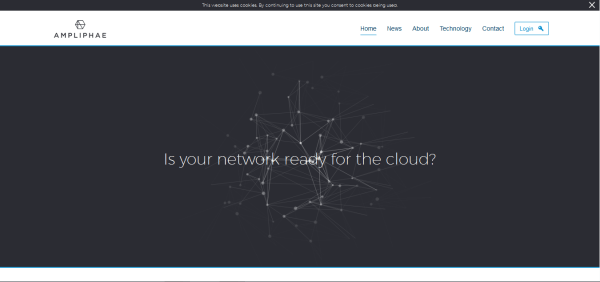 This website uses cookies. By continuing to use this site you consent to cookies being used.
AMPLIPHAE
Home News About Technology Contact Login
Is your network ready for the cloud?